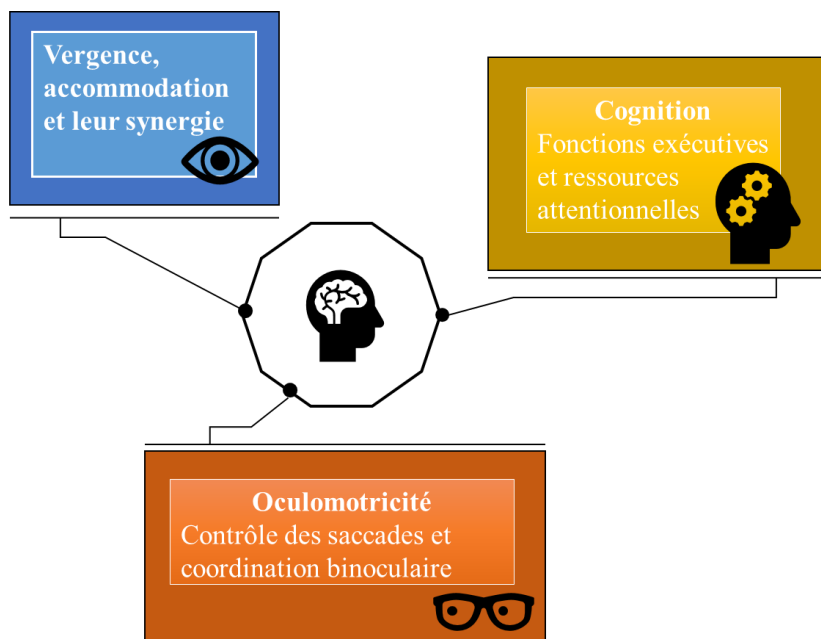 Vergence,
accommodation
et leur synergie
Cognition
Fonctions exécutives
et ressources
attentionnelles
Oculomotricité
Contrôle des saccades et
coordination binoculaire